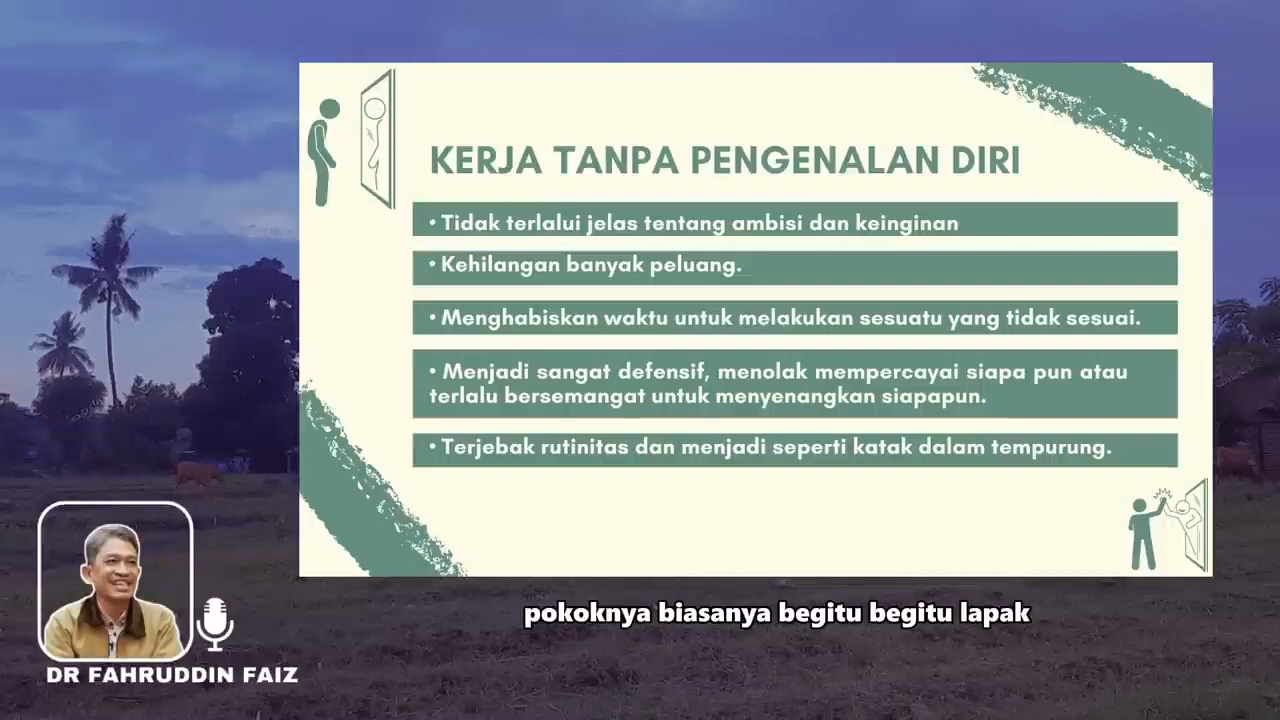 KERJA TANPA PENGENALAN DIRI
• Tidak terlalui jelas tentang ambisi dan keinginan
• Kehilangan banyak peluang.
• Menghabiskan waktu untuk melakukan sesuatu yang tidak sesuai.
• Menjadi sangat defensif, menolak mempercayai siapa pun atau
terlalu bersemangat untuk menyenangkan siapapun.
• Terjebak rutinitas dan menjadi seperti katak dalam tempurung.
pokoknya biasanya begitu begitu lapak
DR FAHRUDDIN FAIZ